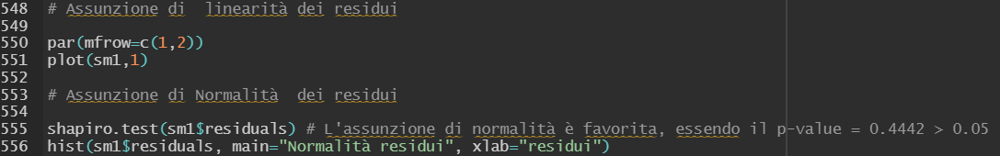 548 # Assunzione di  linearità dei residui
549
550 par(mfrow=c(1,2))
551 plot(sm1,1)
552
553 # Assunzione di Normalità  dei residui
554
555 shapiro.test(sm1$residuals) # L'assunzione di normalità è favorita, essendo il p-value = 0.4442 > 0.05
556 hist(sm1$residuals, main="Normalità residui", xlab="residui")